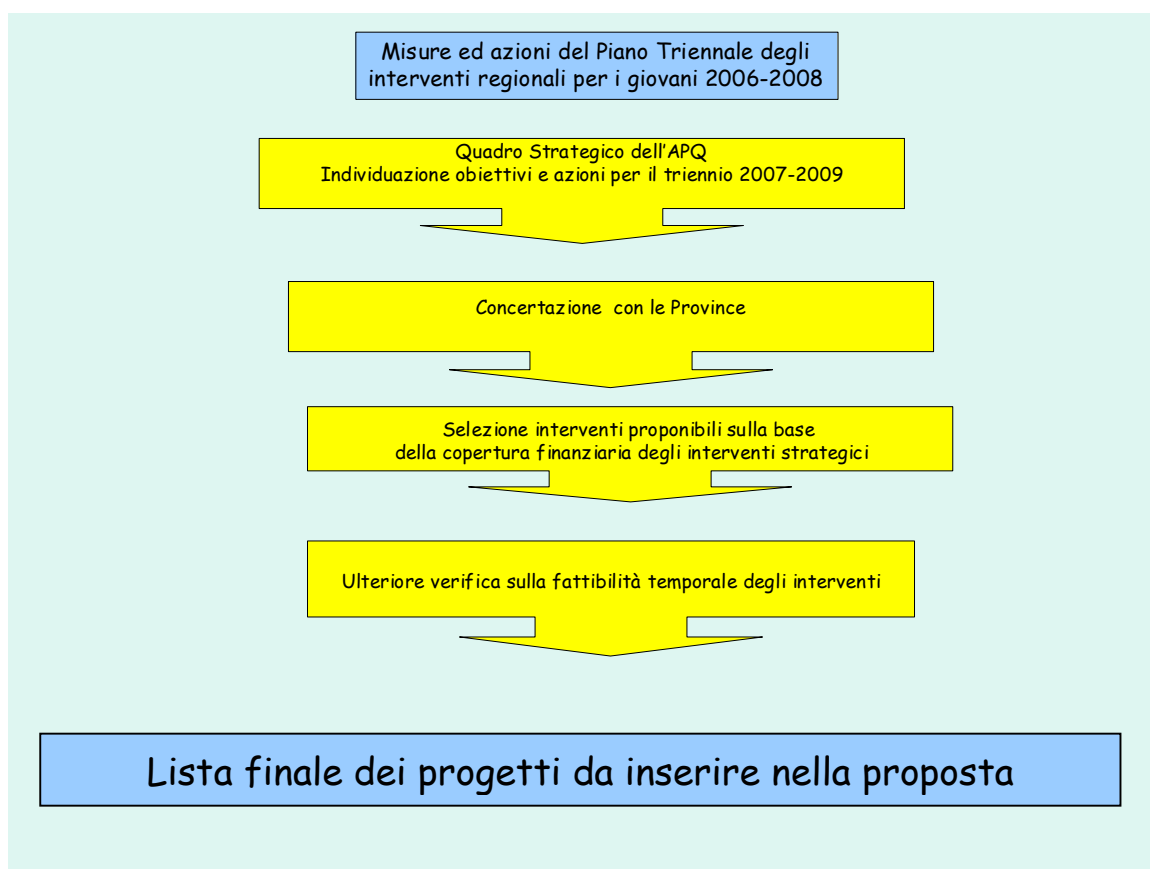 Misure ed azioni del Piano Triennale degli
interventi regionali per i giovani 2006-2008
Quadro Strategico dell'APQ
Individuazione obiettivi e azioni per il triennio 2007-2009
Concertazione con le Province
Selezione interventi proponibili sulla base
della copertura finanziaria degli interventi strategici
Ulteriore verifica sulla fattibilità temporale degli interventi
Lista finale dei progetti da inserire nella proposta